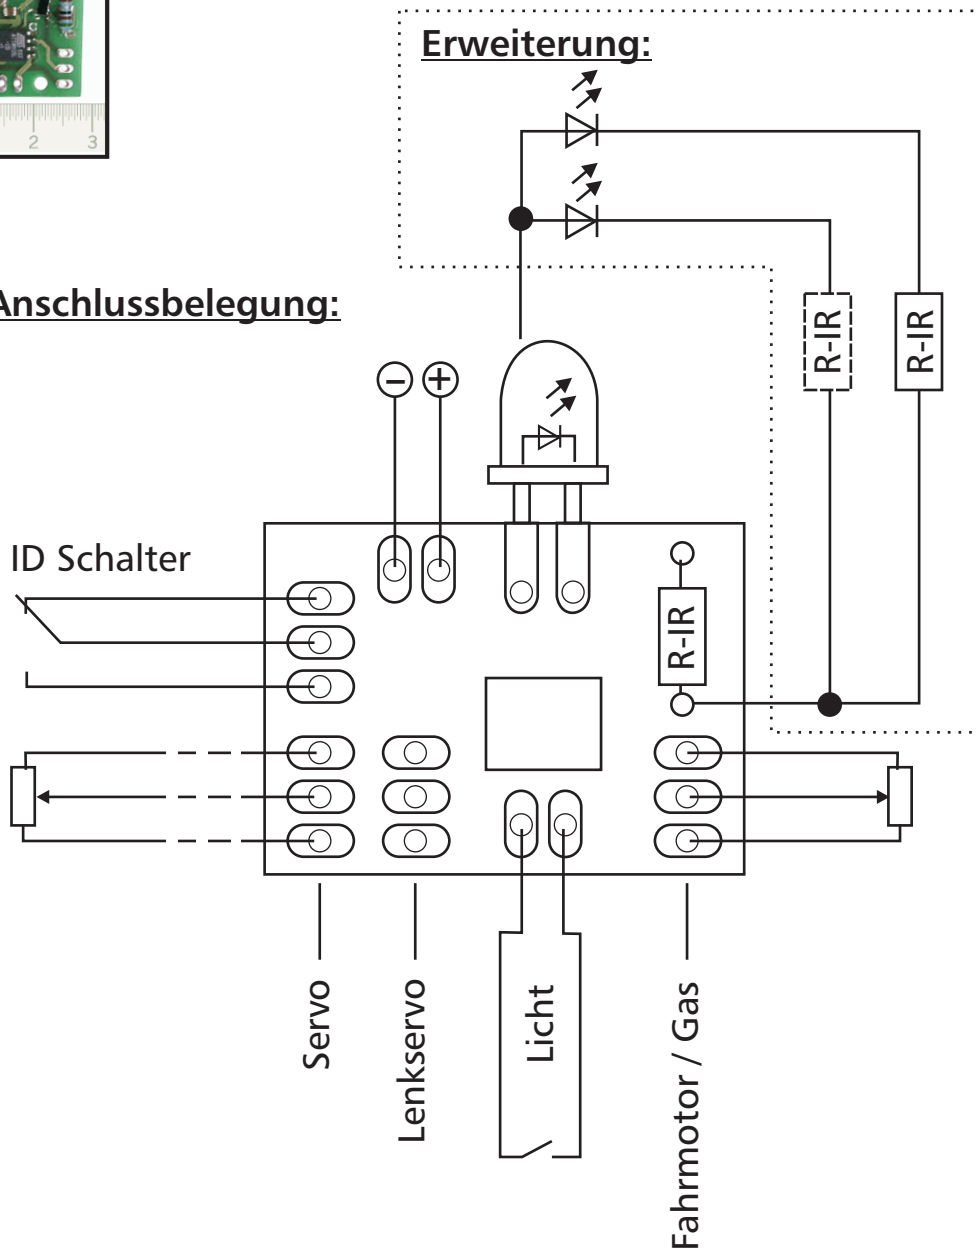 Erweiterung:
2 3
Anschlussbelegung:
R-IR
R-IR
− +
ID Schalter
R-IR
Servo
Lenkservo
Licht
Fahrmotor / Gas